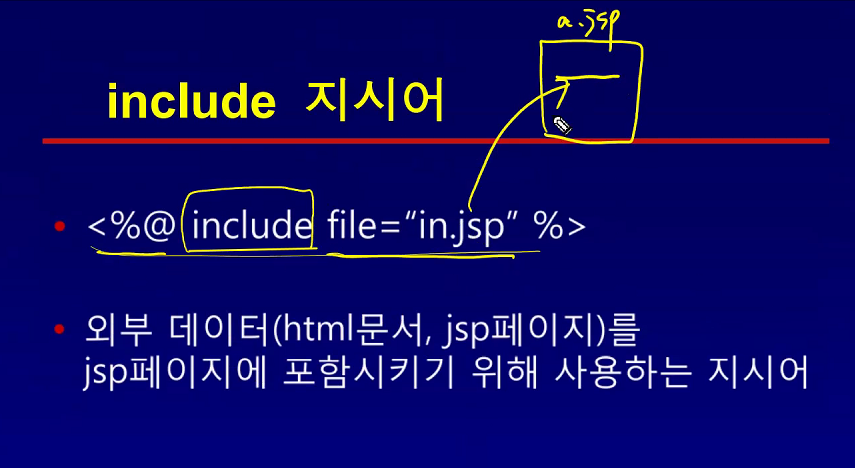 a.jsp
include 지시어
<%@ include file=“in.jsp” %>
외부 데이터(html문서, jsp페이지)를
jsp페이지에 포함시키기 위해 사용하는 지시어